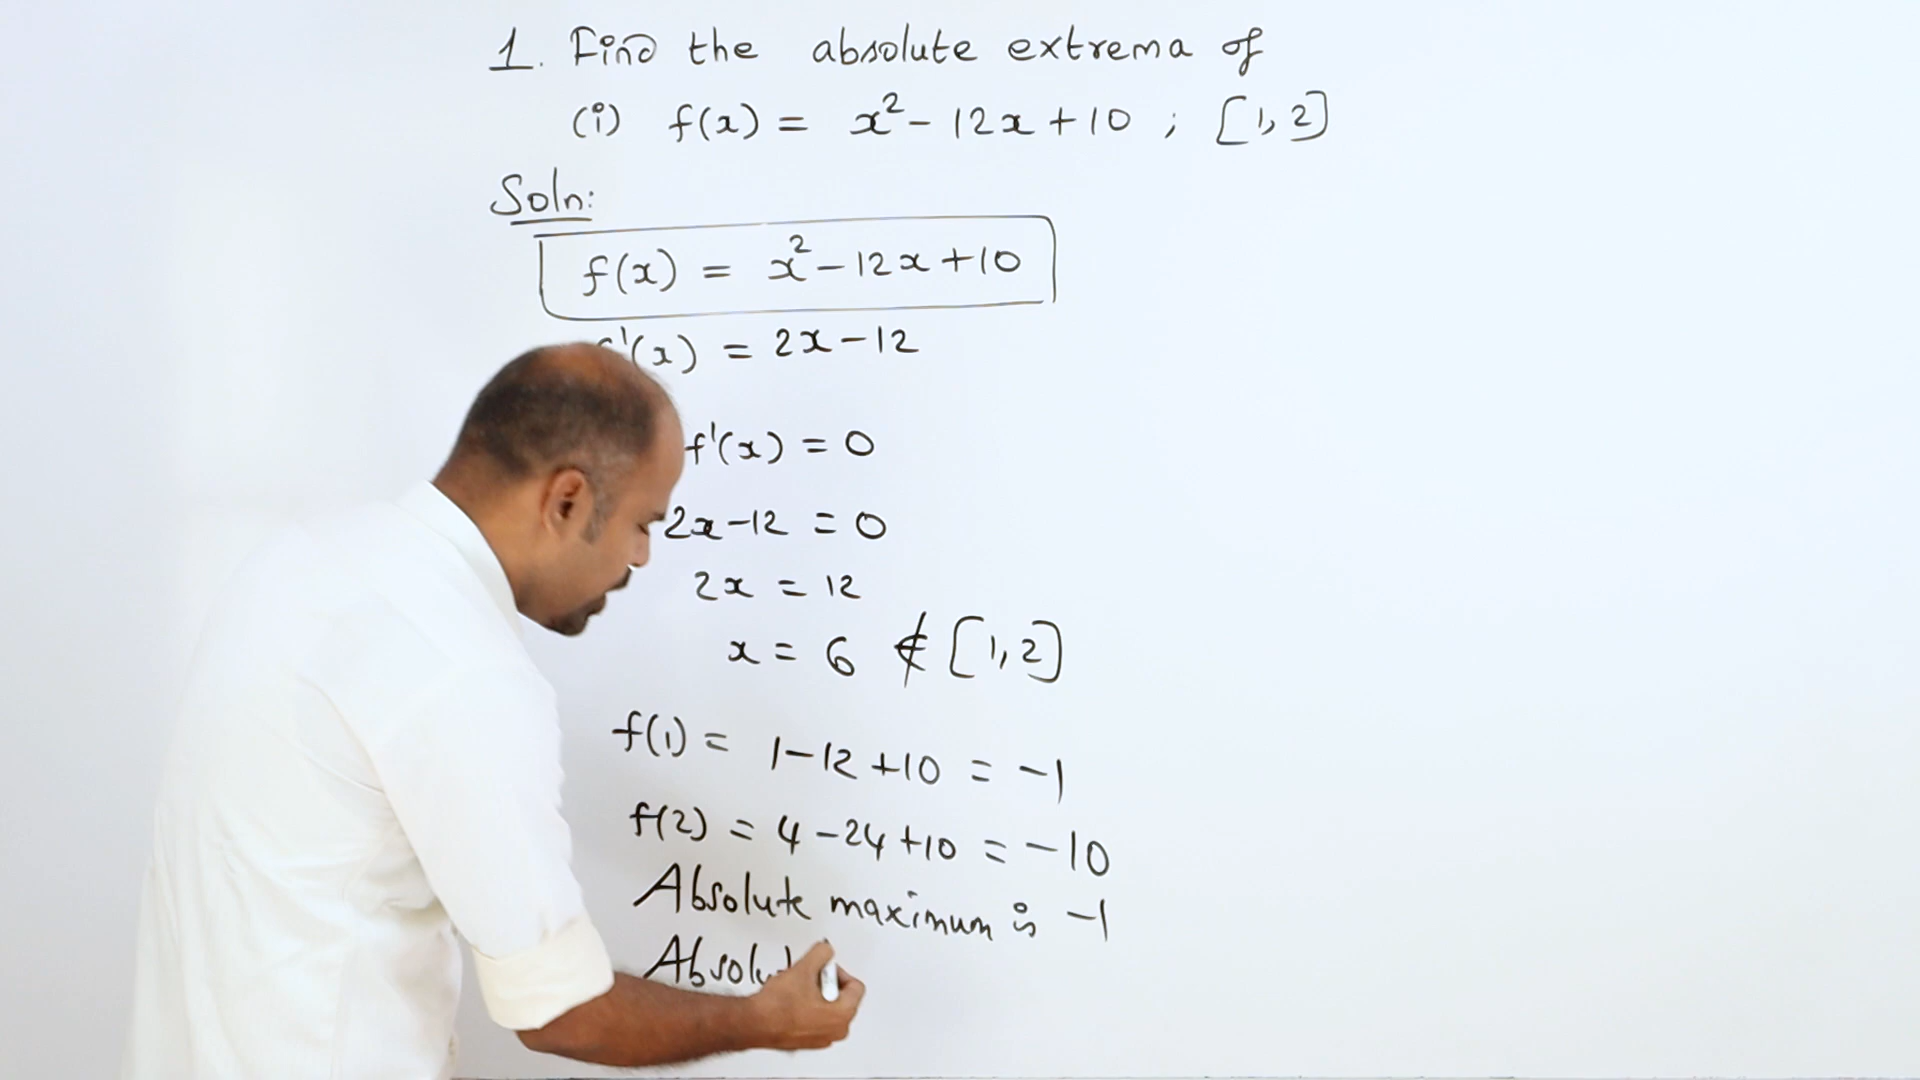 1. Find the absolute extrema of
(i) f(x) = x² - 12x + 10 ; [1, 2]
Soln:
f(x) = x² - 12x + 10
f'(x) = 2x - 12
f'(x) = 0
2x - 12 = 0
2x = 12
x = 6 ∉ [1, 2]
f(1) = 1 - 12 + 10 = -1
f(2) = 4 - 24 + 10 = -10
Absolute maximum is -1
Absolut